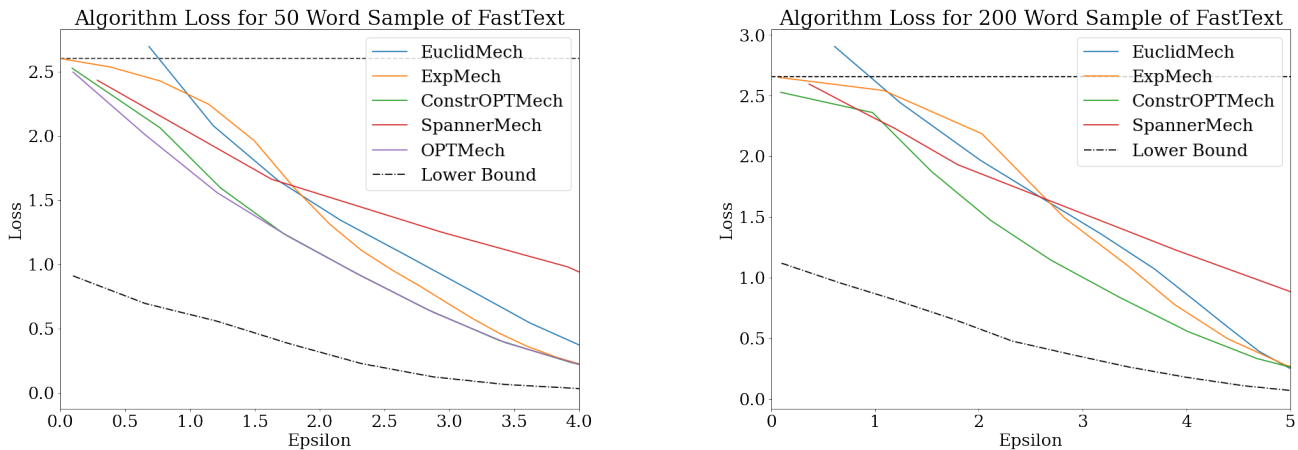 Algorithm Loss for 50 Word Sample of FastText
EuclidMech
ExpMech
ConstrOPTMech
SpannerMech
OPTMech
Lower Bound
2.5
2.0
1.5
1.0
0.5
0.0
Loss
0.0 0.5 1.0 1.5 2.0 2.5 3.0 3.5 4.0
Epsilon
Algorithm Loss for 200 Word Sample of FastText
EuclidMech
ExpMech
ConstrOPTMech
SpannerMech
Lower Bound
3.0
2.5
2.0
1.5
1.0
0.5
0.0
Loss
0 1 2 3 4 5
Epsilon